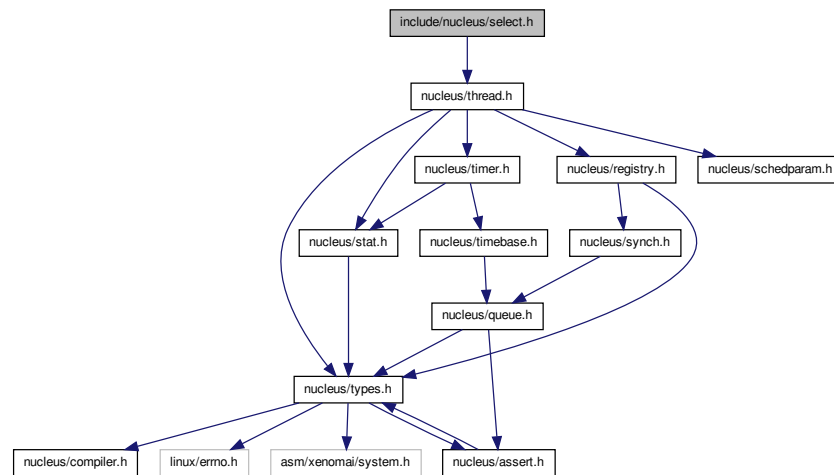 include/nucleus/select.h
nucleus/thread.h
nucleus/timer.h
nucleus/registry.h
nucleus/schedparam.h
nucleus/stat.h
nucleus/timebase.h
nucleus/synch.h
nucleus/queue.h
nucleus/types.h
nucleus/compiler.h
linux/errno.h
asm/xenomai/system.h
nucleus/assert.h